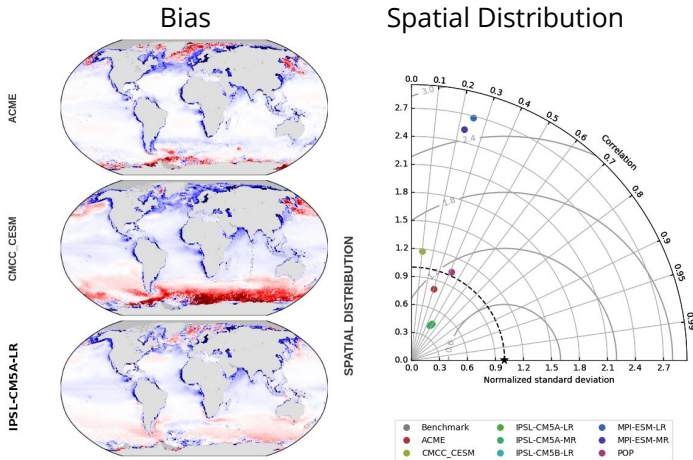 Bias
Spatial Distribution
ACME
CMCC_CESM
IPSL-CM5A-LR
SPATIAL DISTRIBUTION
0.0 0.1 0.2 0.3 0.4 0.5 0.6 0.7 0.8 0.9 0.95 0.99
Correlation
3.0
2.4
1.8
0.6
2.7
2.4
2.1
1.8
1.5
1.2
0.9
0.6
0.3
0.0
0.0 0.3 0.6 0.9 1.2 1.5 1.8 2.1 2.4 2.7
Normalized standard deviation
Benchmark
ACME
CMCC_CESM
IPSL-CM5A-LR
IPSL-CM5A-MR
IPSL-CM5B-LR
MPI-ESM-LR
MPI-ESM-MR
POP